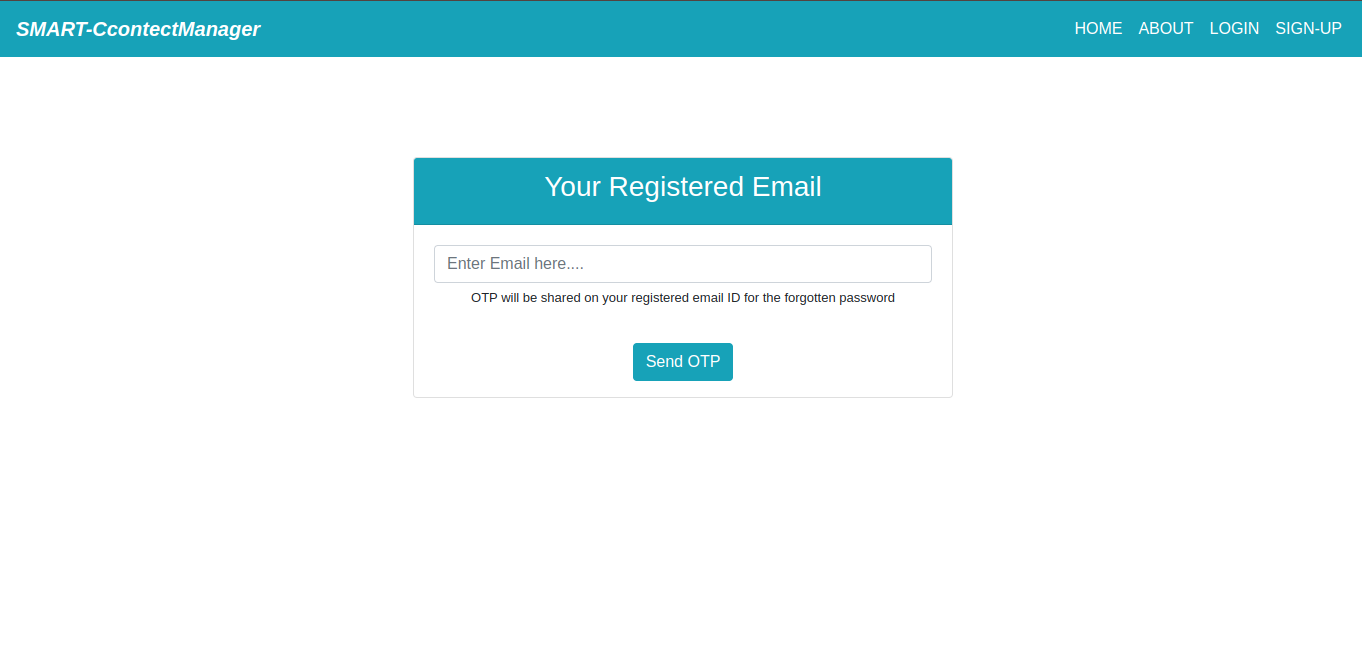 SMART-CcontectManager
HOME ABOUT LOGIN SIGN-UP
Your Registered Email
Enter Email here....
OTP will be shared on your registered email ID for the forgotten password
Send OTP